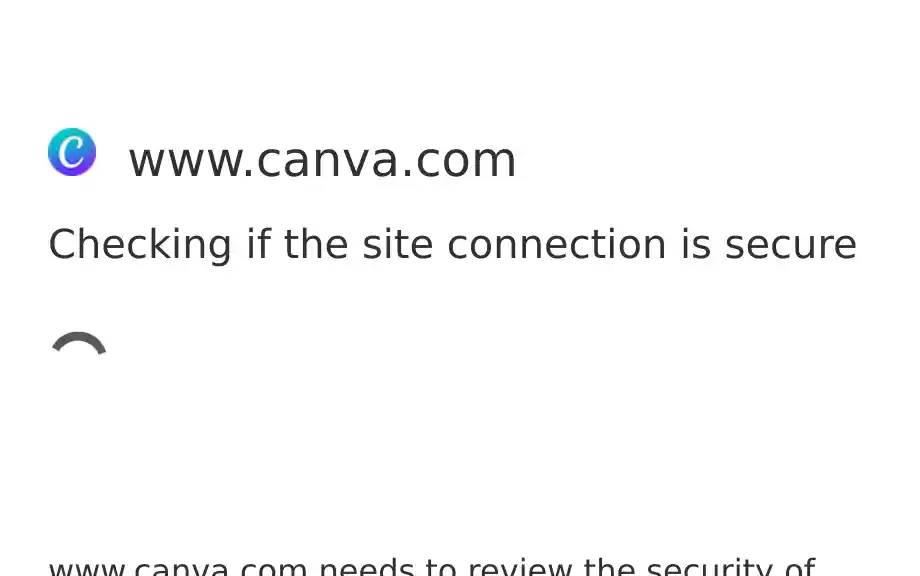 www.canva.com
Checking if the site connection is secure
www.canva.com needs to review the security of